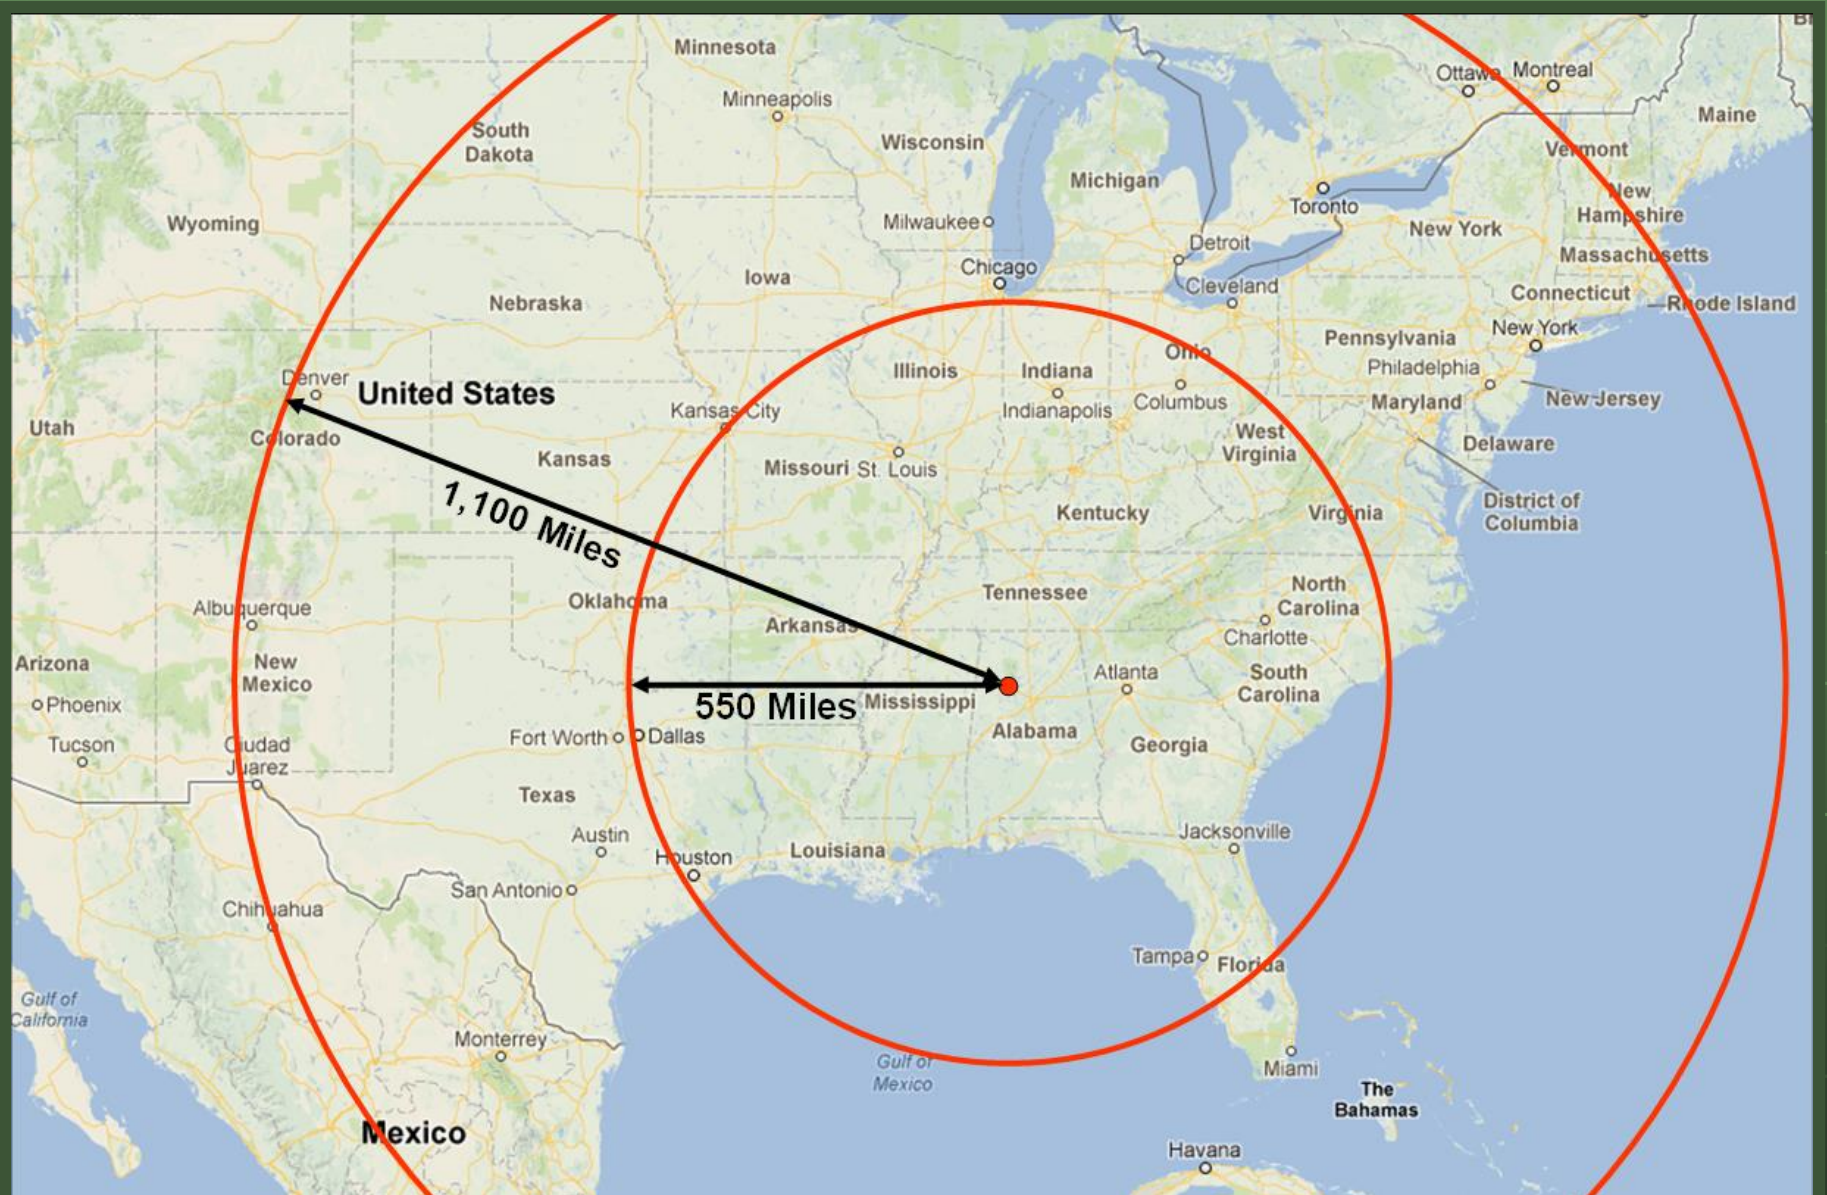 Minnesota
Ottawa
Montreal
Minneapolis
Maine
South
Dakota
Wisconsin
Vermont
Michigan
New
Hampshire
Toronto
Wyoming
Milwaukee
New York
Detroit
Massachusetts
Chicago
Iowa
Cleveland
Connecticut
Nebraska
Rhode Island
New York
Pennsylvania
Ohio
Philadelphia
Illinois
Indiana
Denver
United States
New Jersey
Maryland
Columbus
Indianapolis
Kansas City
Utah
Colorado
West
Virginia
Delaware
Kansas
Missouri
St. Louis
1,100 Miles
District of
Columbia
Kentucky
Virginia
Tennessee
North
Carolina
Oklahoma
Albuquerque
Arkansas
Charlotte
Arizona
New
Mexico
Atlanta
South
Carolina
Phoenix
550 Miles
Mississippi
Alabama
Tucson
Ciudad
Juarez
Fort Worth
Dallas
Georgia
Texas
Austin
Jacksonville
Houston
Louisiana
San Antonio
Chihuahua
Tampa
Florida
Gulf of
California
Monterrey
Gulf of
Mexico
Miami
The
Bahamas
Mexico
Havana